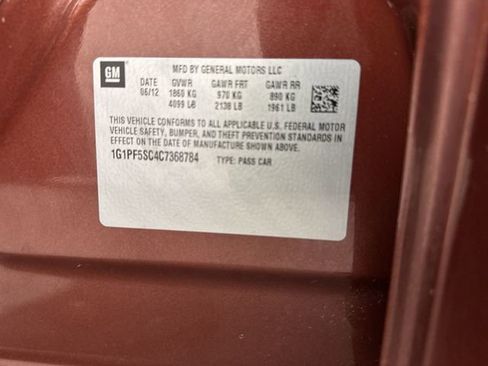 GM
MFD BY GENERAL MOTORS LLC
DATE GVWR GAWR FRT GAWR RR
06/12 1860 KG 970 KG 890 KG
4099 LB 2138 LB 1961 LB
THIS VEHICLE CONFORMS TO ALL APPLICABLE U.S. FEDERAL MOTOR
VEHICLE SAFETY, BUMPER, AND THEFT PREVENTION STANDARDS IN
EFFECT ON THE DATE OF MANUFACTURE SHOWN ABOVE.
1G1PF5SC4C7368784 TYPE: PASS CAR